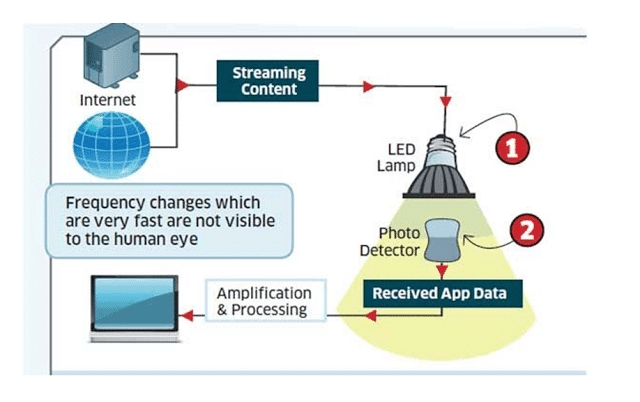 Streaming
Content
Internet
LED
Lamp
1
Frequency changes which
are very fast are not visible
to the human eye
Photo
Detector
2
Amplification
& Processing
Received App Data